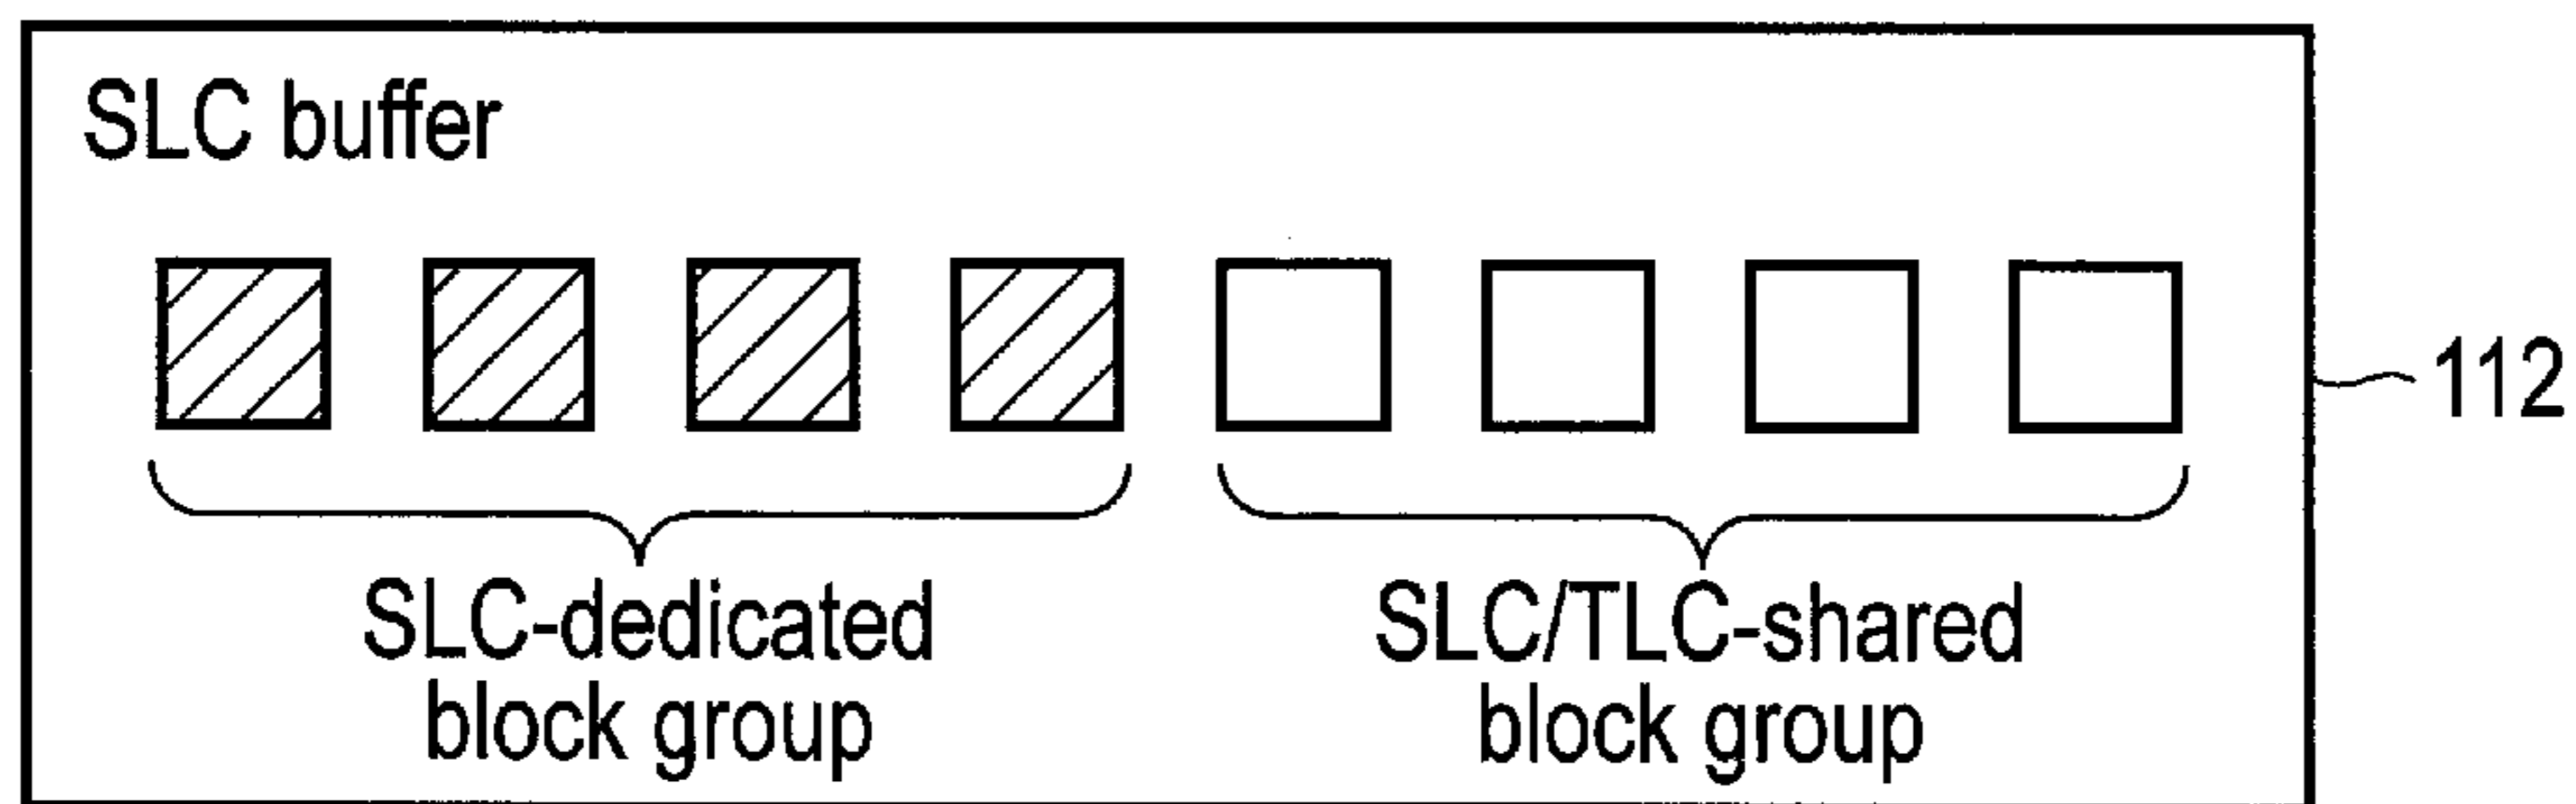 SLC buffer
112
SLC-dedicated
block group
SLC/TLC-shared
block group